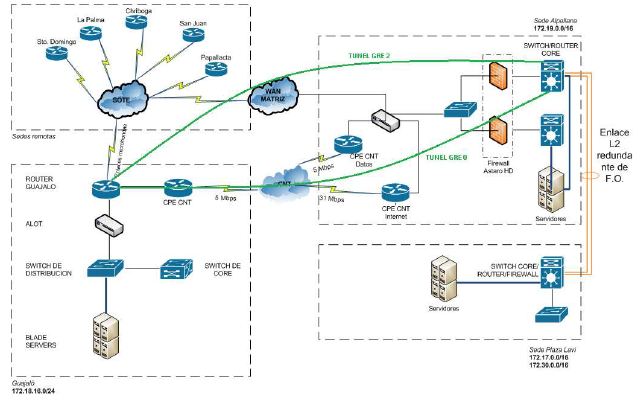 Chiriboga
La Palma
San Juan
Sto. Domingo
Papallacta
SOTE
WAN
MATRIZ
Sedes remotas
Sede Alpallana
172.19.0.0/16
SWITCH/ROUTER
CORE
TUNEL GRE 2
TUNEL GRE 0
Firewall
Astaro HD
Servidores
Enlace
L2
redunda
nte de
F.O.
CPE CNT
Datos
5 Mbps
CPE CNT
Internet
31 Mbps
CNT
ROUTER
GUAJALO
CPE CNT
5 Mbps
ALOT
SWITCH DE
DISTRIBUCION
SWITCH DE
CORE
BLADE
SERVERS
Guajaló
172.18.16.0/24
SWITCH CORE/
ROUTER/FIREWALL
Servidores
Sede Plaza Lavi
172.17.0.0/16
172.30.0.0/16